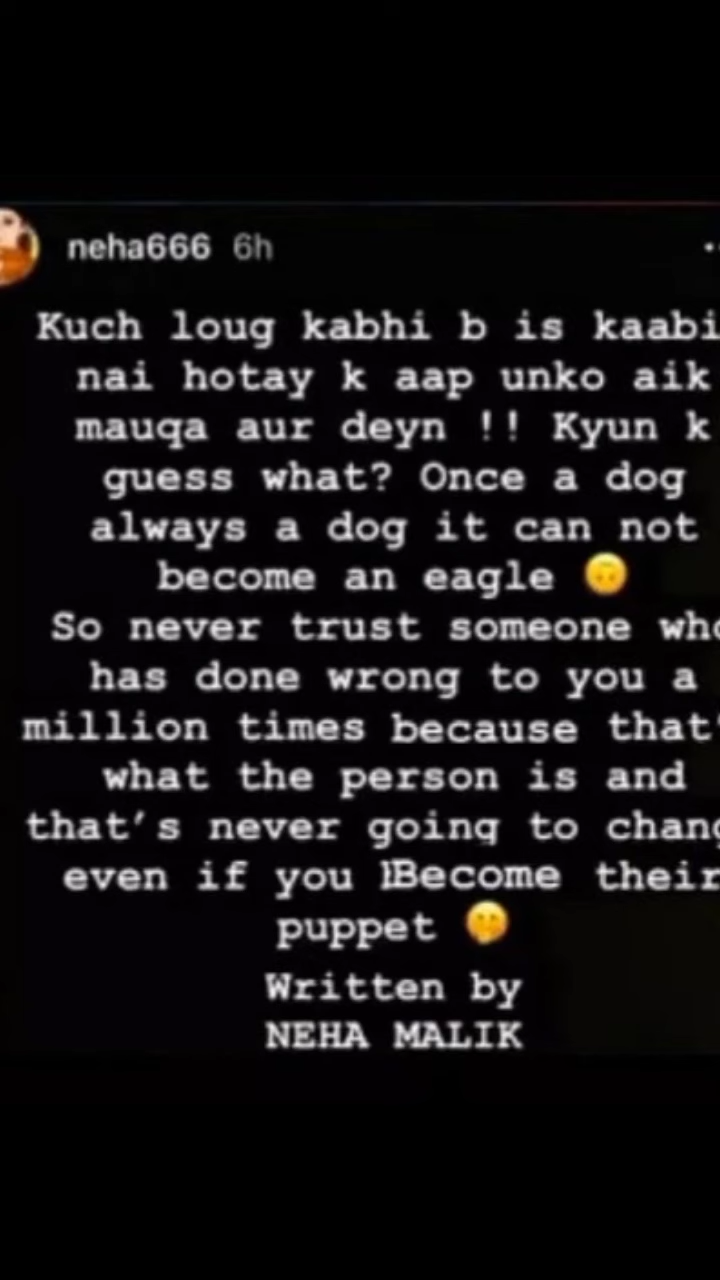 neha666 6h
Kuch loug kabhi b is kaabi
nai hotay k aap unko aik
mauqa aur deyn !! Kyun k
guess what? Once a dog
always a dog it can not
become an eagle 🙃
So never trust someone who
has done wrong to you a
million times because that'
what the person is and
that's never going to chang
even if you Become their
puppet 🤫
Written by
NEHA MALIK